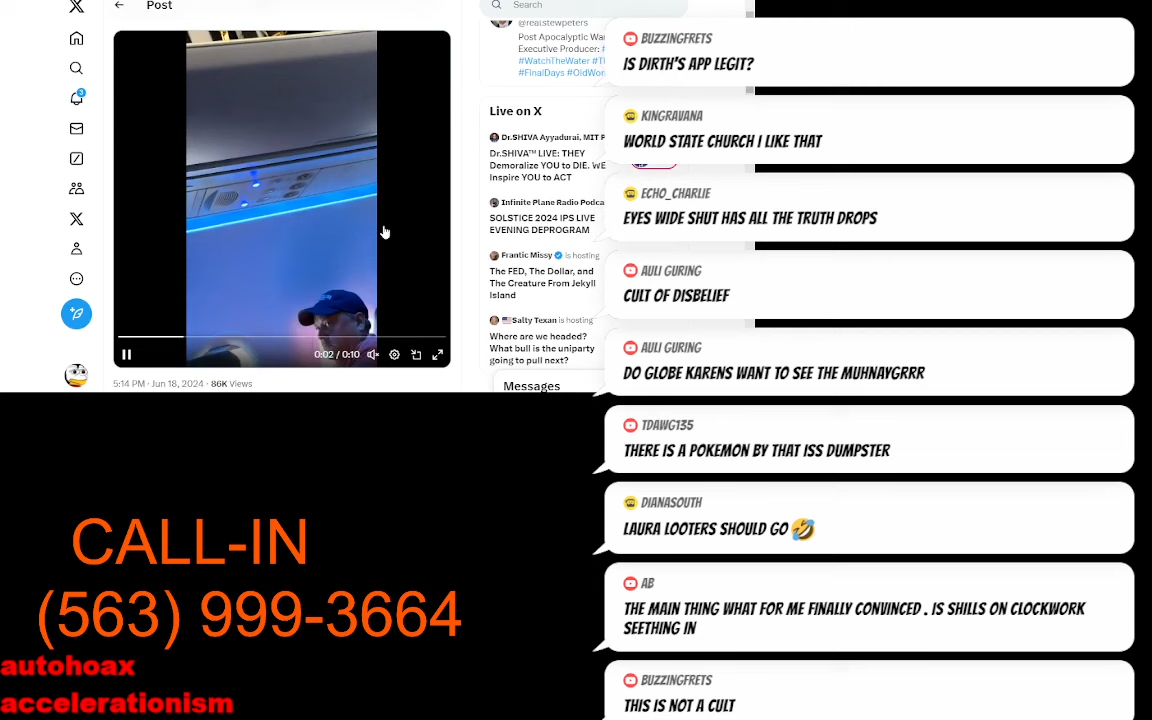 Post
Search
@realstewpeters
Post Apocalyptic
Executive Producer:
#WatchTheWater
#FinalDays
Live on X
Dr.SHIVA Ayyadurai, MIT
Dr.SHIVA™ LIVE: THEY
Demoralize YOU to DIE. WE
Inspire YOU to ACT
Infinite Plane Radio
SOLSTICE 2024 IPS LIVE
EVENING DEPROGRAM
Frantic Missy is hosting
The FED, The Dollar, and
The Creature From Jekyll
Island
Salty Texan is hosting
Where are we headed?
What bull is the uniparty
going to pull next?
Messages
3
0:02 / 0:10
5:14 PM · Jun 18, 2024 · 86K Views
BUZZINGFRETS
IS DIRTH'S APP LEGIT?
KINGRAVANA
WORLD STATE CHURCH I LIKE THAT
ECHO_CHARLIE
EYES WIDE SHUT HAS ALL THE TRUTH DROPS
AULI GURING
CULT OF DISBELIEF
AULI GURING
DO GLOBE KARENS WANT TO SEE THE MUHNAYGRRR
TDAWG135
THERE IS A POKEMON BY THAT ISS DUMPSTER
DIANASOUTH
LAURA LOOTERS SHOULD GO 🤣
AB
THE MAIN THING WHAT FOR ME FINALLY CONVINCED . IS SHILLS ON CLOCKWORK
SEETHING IN
BUZZINGFRETS
THIS IS NOT A CULT
CALL-IN
(563) 999-3664
autohoax
accelerationism